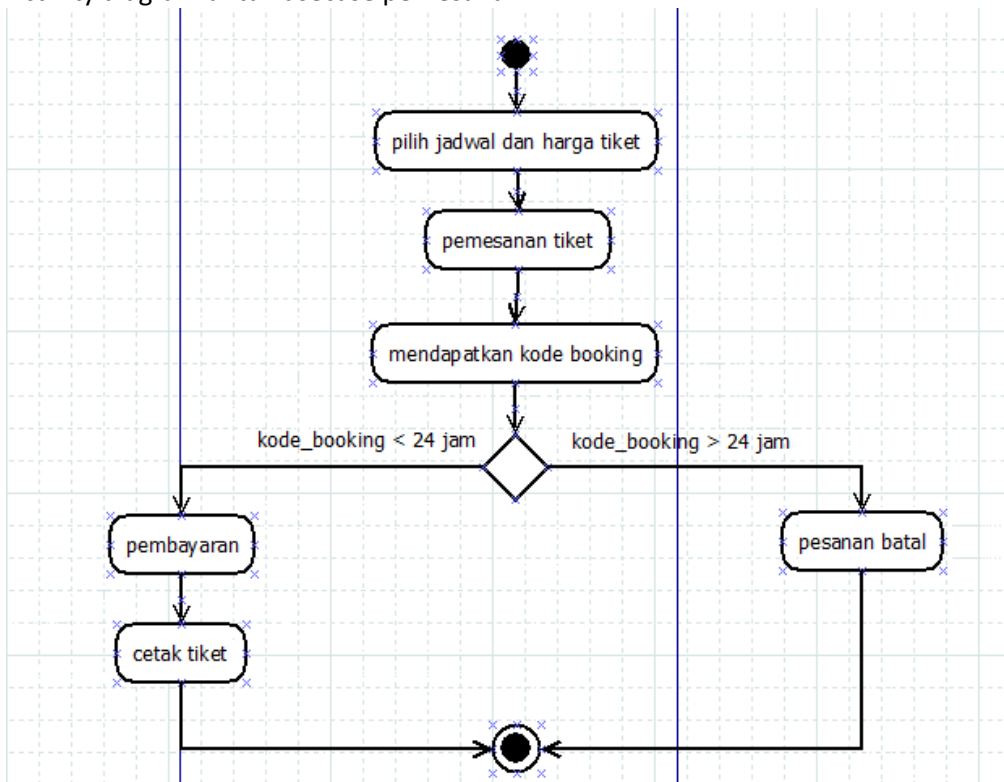 pilih jadwal dan harga tiket
pemesanan tiket
mendapatkan kode booking
kode_booking < 24 jam
kode_booking > 24 jam
pembayaran
pesanan batal
cetak tiket